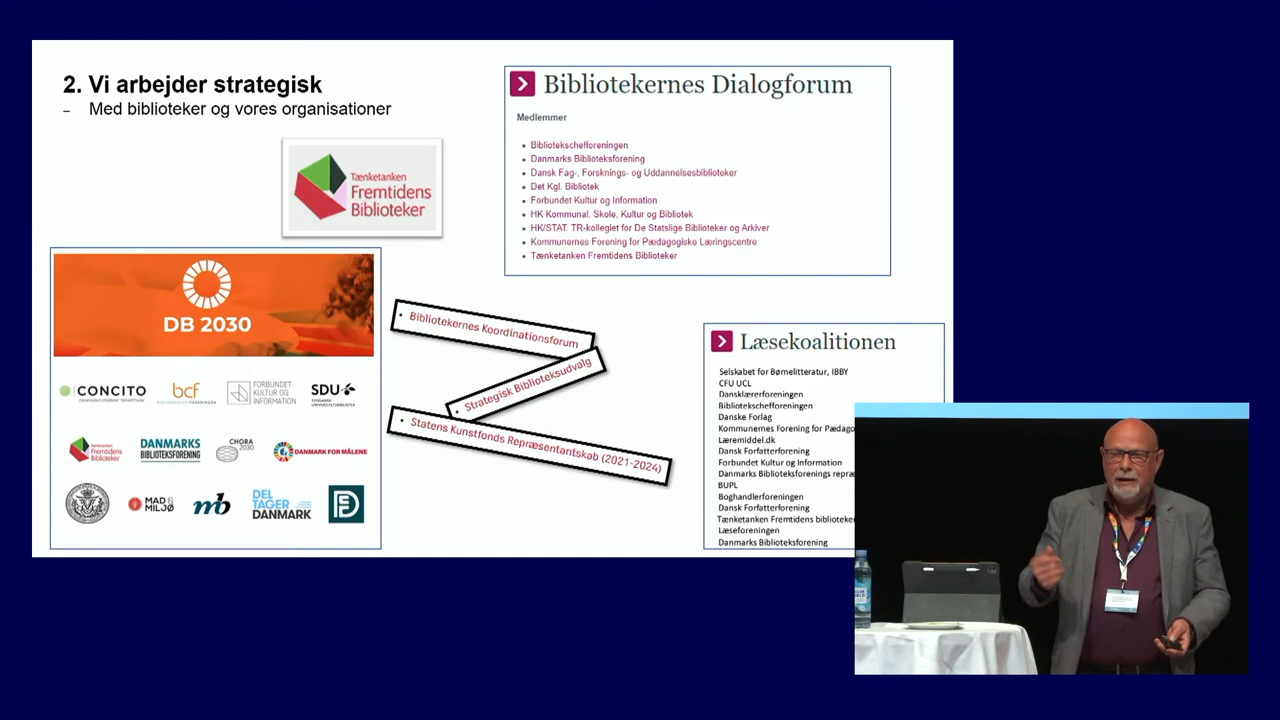 2. Vi arbejder strategisk
– Med biblioteker og vores organisationer
Tænketanken
Fremtidens
Biblioteker
Bibliotekernes Dialogforum
Medlemmer
Bibliotekschefforeningen
Danmarks Biblioteksforening
Dansk Fag-, Forsknings- og Uddannelsesbiblioteker
Det Kgl. Bibliotek
Forbundet Kultur og Information
HK Kommunal, Skole, Kultur og Bibliotek
HK/STAT. TR-kollegiet for De Statslige Biblioteker og Arkiver
Kommunernes Forening for Pædagogiske Læringscentre
Tænketanken Fremtidens Biblioteker
DB 2030
CONCITO
bcf
FORBUNDET
KULTUR OG
INFORMATION
SDU
Tænketanken
Fremtidens
Biblioteker
DANMARKS
BIBLIOTEKSFORENING
CHORA
2030
DANMARK FOR MÅLENE
MAD &
MILJØ
mb
DEL
TAGER
DANMARK
• Bibliotekernes Koordinationsforum
• Strategisk Biblioteksudvalg
• Statens Kunstfonds Repræsentantskab (2021-2024)
Læsekoalitionen
Selskabet for Børnelitteratur, IBBY
CFU UCL
Dansklærerforeningen
Bibliotekschefforeningen
Danske Forlag
Kommunernes Forening for Pædago
Læremiddel.dk
Dansk Forfatterforening
Forbundet Kultur og Information
Danmarks Biblioteksforenings repræ
BUPL
Boghandlerforeningen
Dansk Forfatterforening
Tænketanken Fremtidens biblioteker
Læseforeningen
Danmarks Biblioteksforening